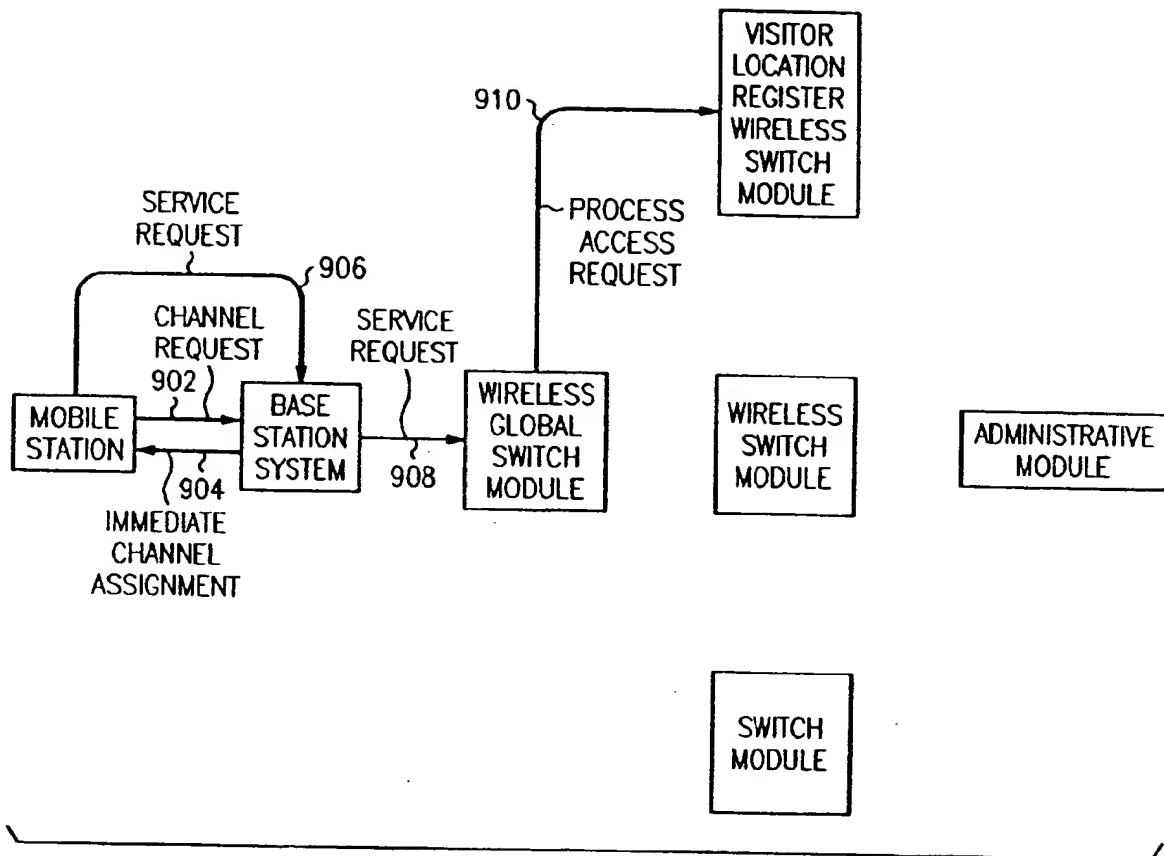 VISITOR
LOCATION
REGISTER
WIRELESS
SWITCH
MODULE
910
PROCESS
ACCESS
REQUEST
SERVICE
REQUEST
906
CHANNEL
REQUEST
902
SERVICE
REQUEST
MOBILE
STATION
BASE
STATION
SYSTEM
904
908
WIRELESS
GLOBAL
SWITCH
MODULE
WIRELESS
SWITCH
MODULE
ADMINISTRATIVE
MODULE
IMMEDIATE
CHANNEL
ASSIGNMENT
SWITCH
MODULE